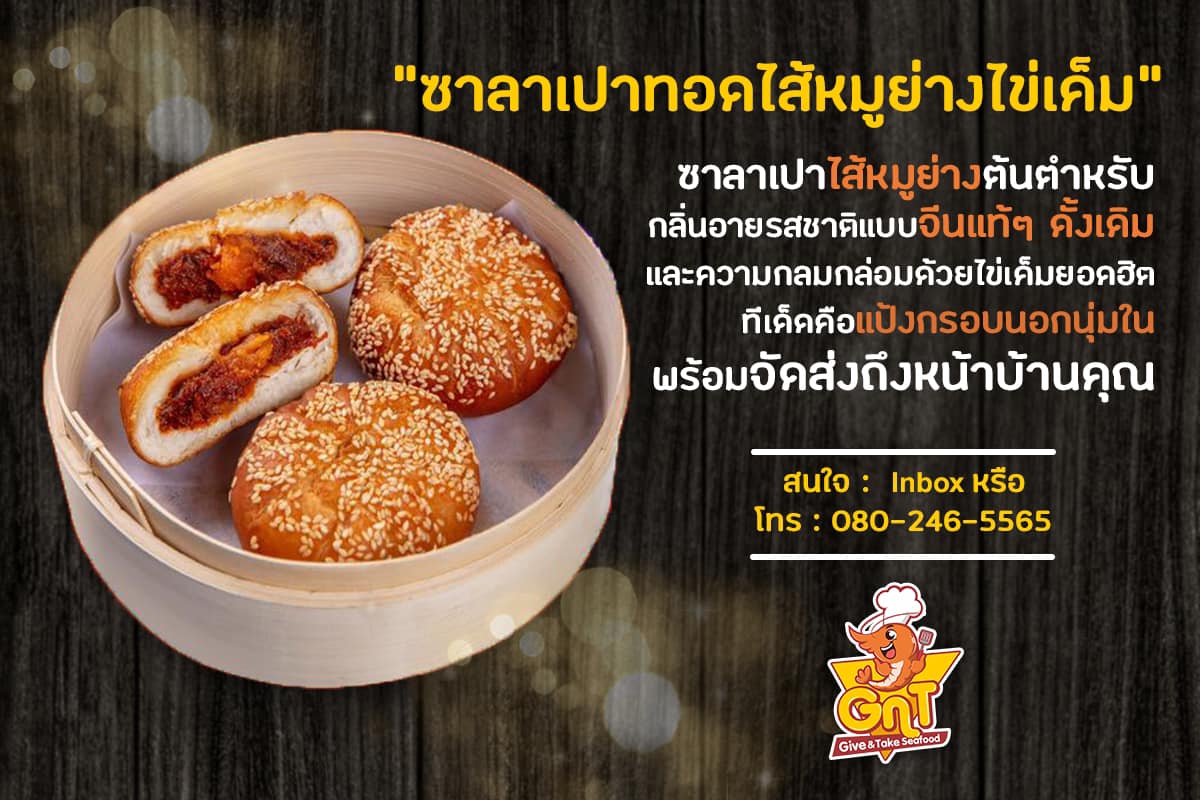 "ซาลาเปาทอดไส้หมูย่างไข่เค็ม"
ซาลาเปาไส้หมูย่างต้นตำหรับ
กลิ่นอายรสชาติแบบจีนแท้ๆ ดั้งเดิม
และความกลมกล่อมด้วยไข่เค็มยอดฮิต
ทีเด็ดคือแป้งกรอบนอกนุ่มใน
พร้อมจัดส่งถึงหน้าบ้านคุณ
สนใจ : Inbox หรือ
โทร : 080-246-5565
GnT
Give & Take Seafood